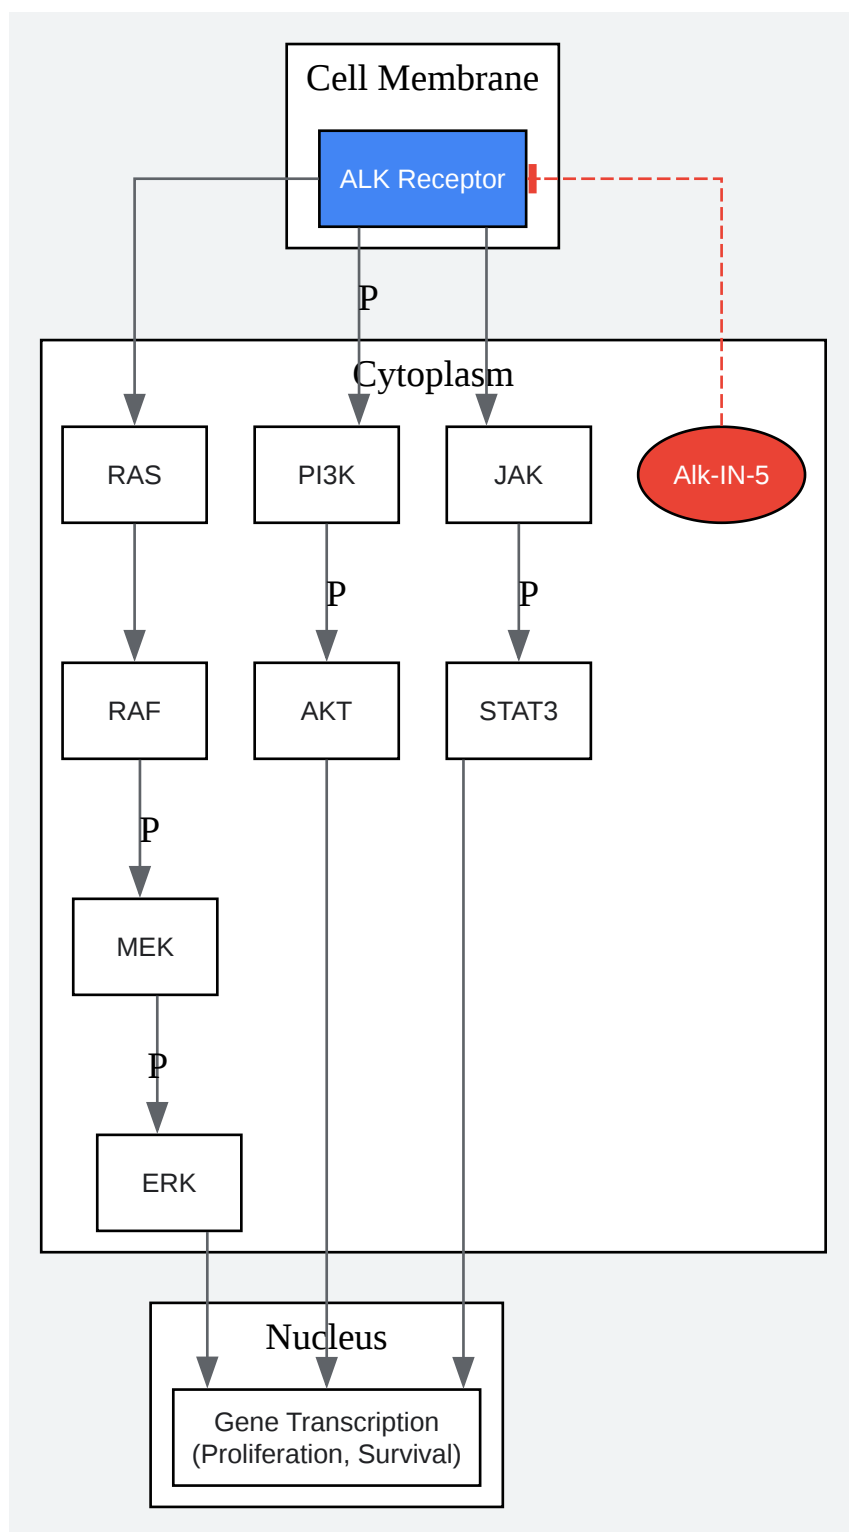 Cell Membrane
ALK Receptor
P
Cytoplasm
RAS
PI3K
JAK
Alk-IN-5
P
P
RAF
AKT
STAT3
P
MEK
P
ERK
Nucleus
Gene Transcription
(Proliferation, Survival)